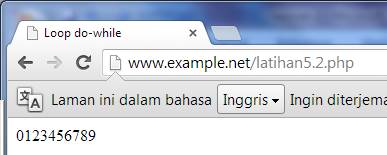 Loop do-while
www.example.net/latihan5.2.php
Laman ini dalam bahasa Inggris Ingin diterjema
0123456789